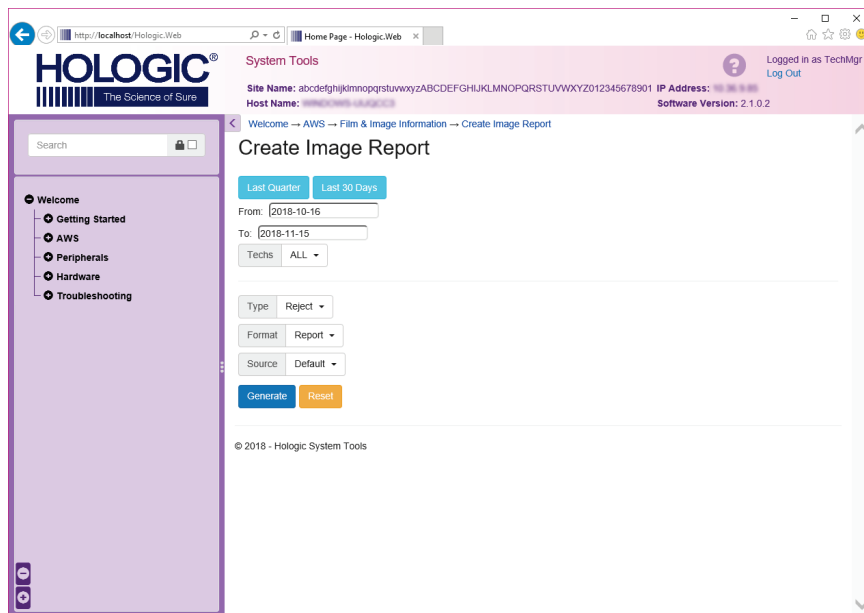 http://localhost/Hologic.Web
Home Page - Hologic.Web
HOLOGIC®
The Science of Sure
System Tools
Logged in as TechMgr
Log Out
Site Name: abcdefghijklmnopqrstuvwxyzABCDEFGHIJKLMNOPQRSTUVWXYZ012345678901 IP Address:
Host Name:
Software Version: 2.1.0.2
Search
Welcome
Getting Started
AWS
Peripherals
Hardware
Troubleshooting
Welcome → AWS → Film & Image Information → Create Image Report
Create Image Report
Last Quarter Last 30 Days
From: 2018-10-16
To: 2018-11-15
Techs ALL
Type Reject
Format Report
Source Default
Generate Reset
© 2018 - Hologic System Tools